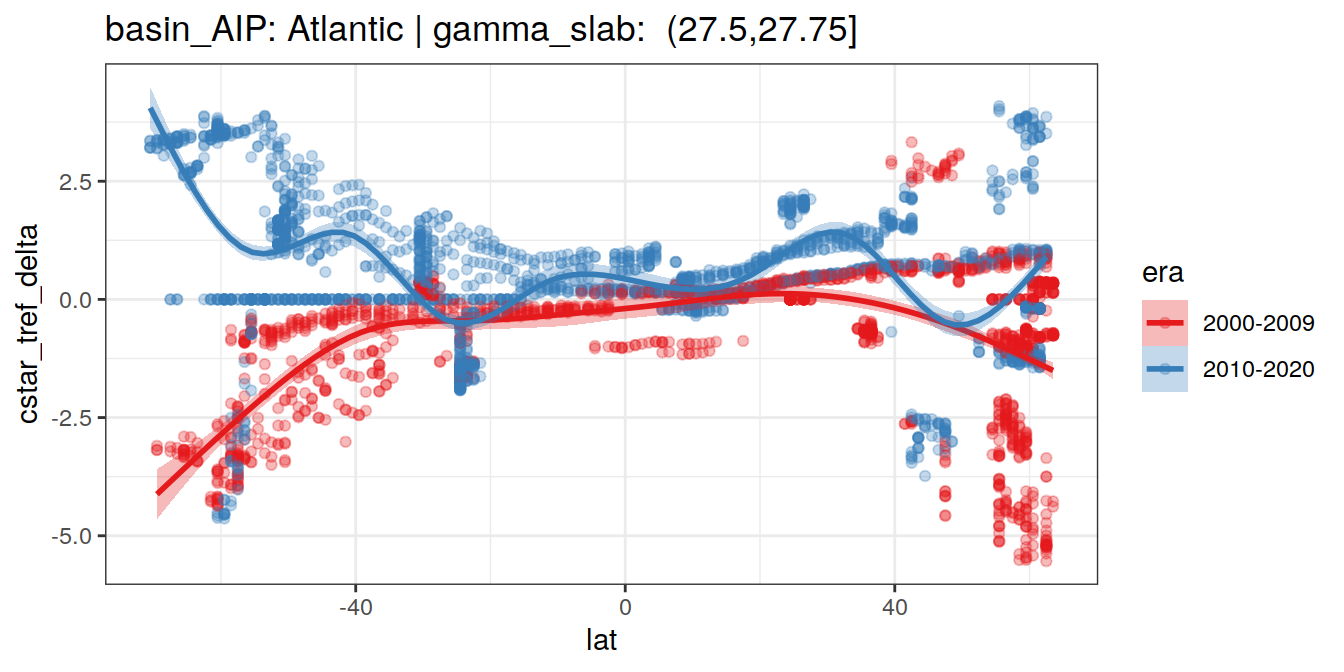 basin_AIP: Atlantic | gamma_slab:  (27.5,27.75]
cstar_tref_delta
2.5
0.0
-2.5
-5.0
-40
0
40
lat
era
2000-2009
2010-2020